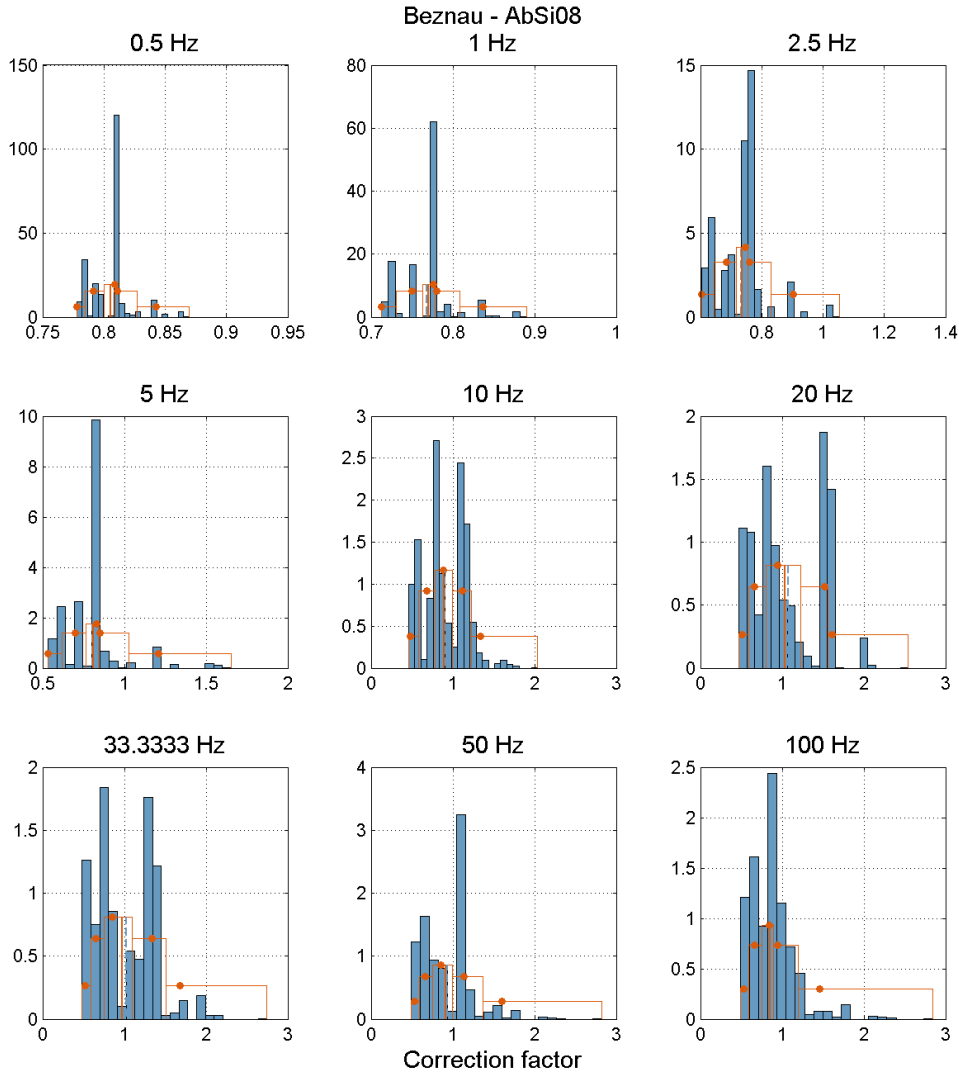 Beznau - AbSi08
0.5 Hz 1 Hz 2.5 Hz
150 80 15
100 60 10
50 40 5
0 20 0
0
0.75 0.8 0.85 0.9 0.95 0.7 0.8 0.9 1 0.8 1 1.2 1.4
5 Hz 10 Hz 20 Hz
10 3 2
8 2.5 1.5
6 2 1
4 1.5 0.5
2 1 0
0 0.5
0
0.5 1 1.5 2 0 1 2 3 0 1 2 3
33.3333 Hz 50 Hz 100 Hz
2 4 2.5
1.5 3 2
1 2 1.5
0.5 1 1
0 0 0.5
0
0 1 2 3 0 1 2 3 0 1 2 3
Correction factor